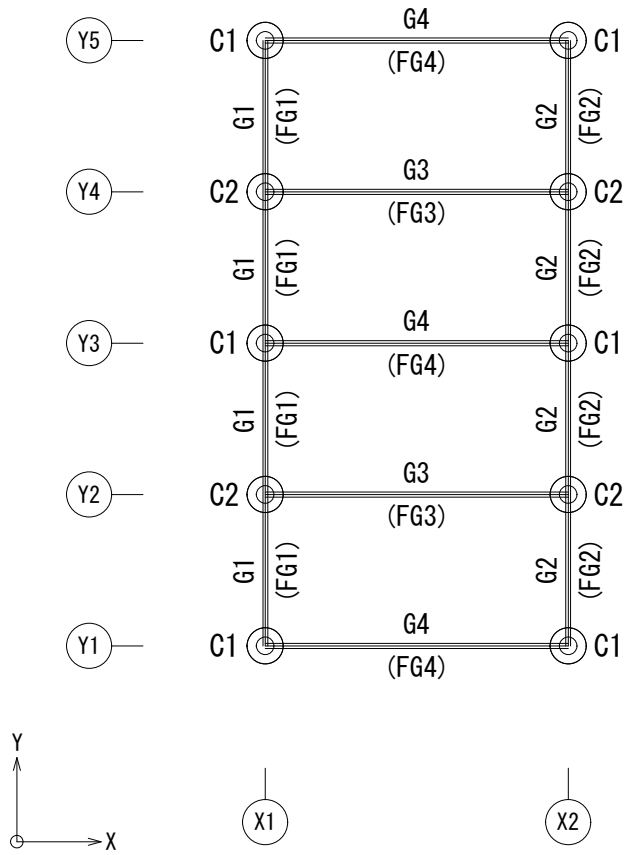 G4
Y5 C1 C1
(FG4)
G1 (FG1) G2 (FG2)
G3
Y4 C2 C2
(FG3)
G1 (FG1) G2 (FG2)
G4
Y3 C1 C1
(FG4)
G1 (FG1) G2 (FG2)
G3
Y2 C2 C2
(FG3)
G1 (FG1) G2 (FG2)
G4
Y1 C1 C1
(FG4)
Y
X
X1 X2